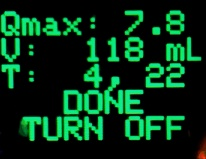 Qmax: 7.8
V: 118 mL
T: 4, 22
DONE
TURN OFF